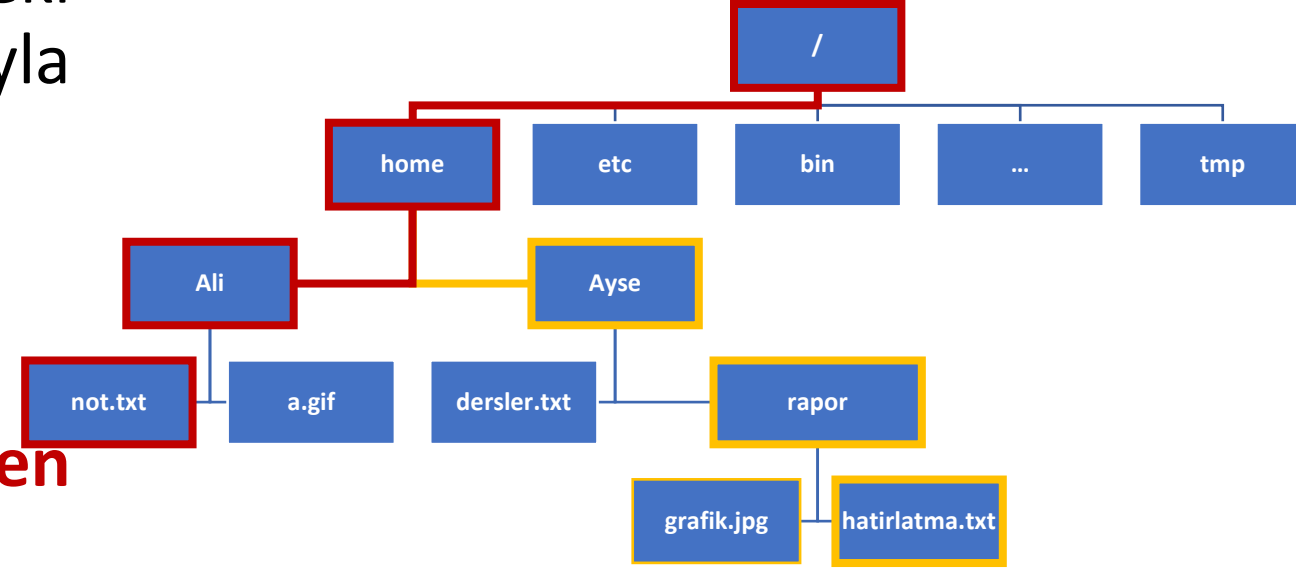 yla
/
home
etc
bin
...
tmp
Ali
Ayse
not.txt
a.gif
dersler.txt
rapor
en
grafik.jpg
hatirlatma.txt